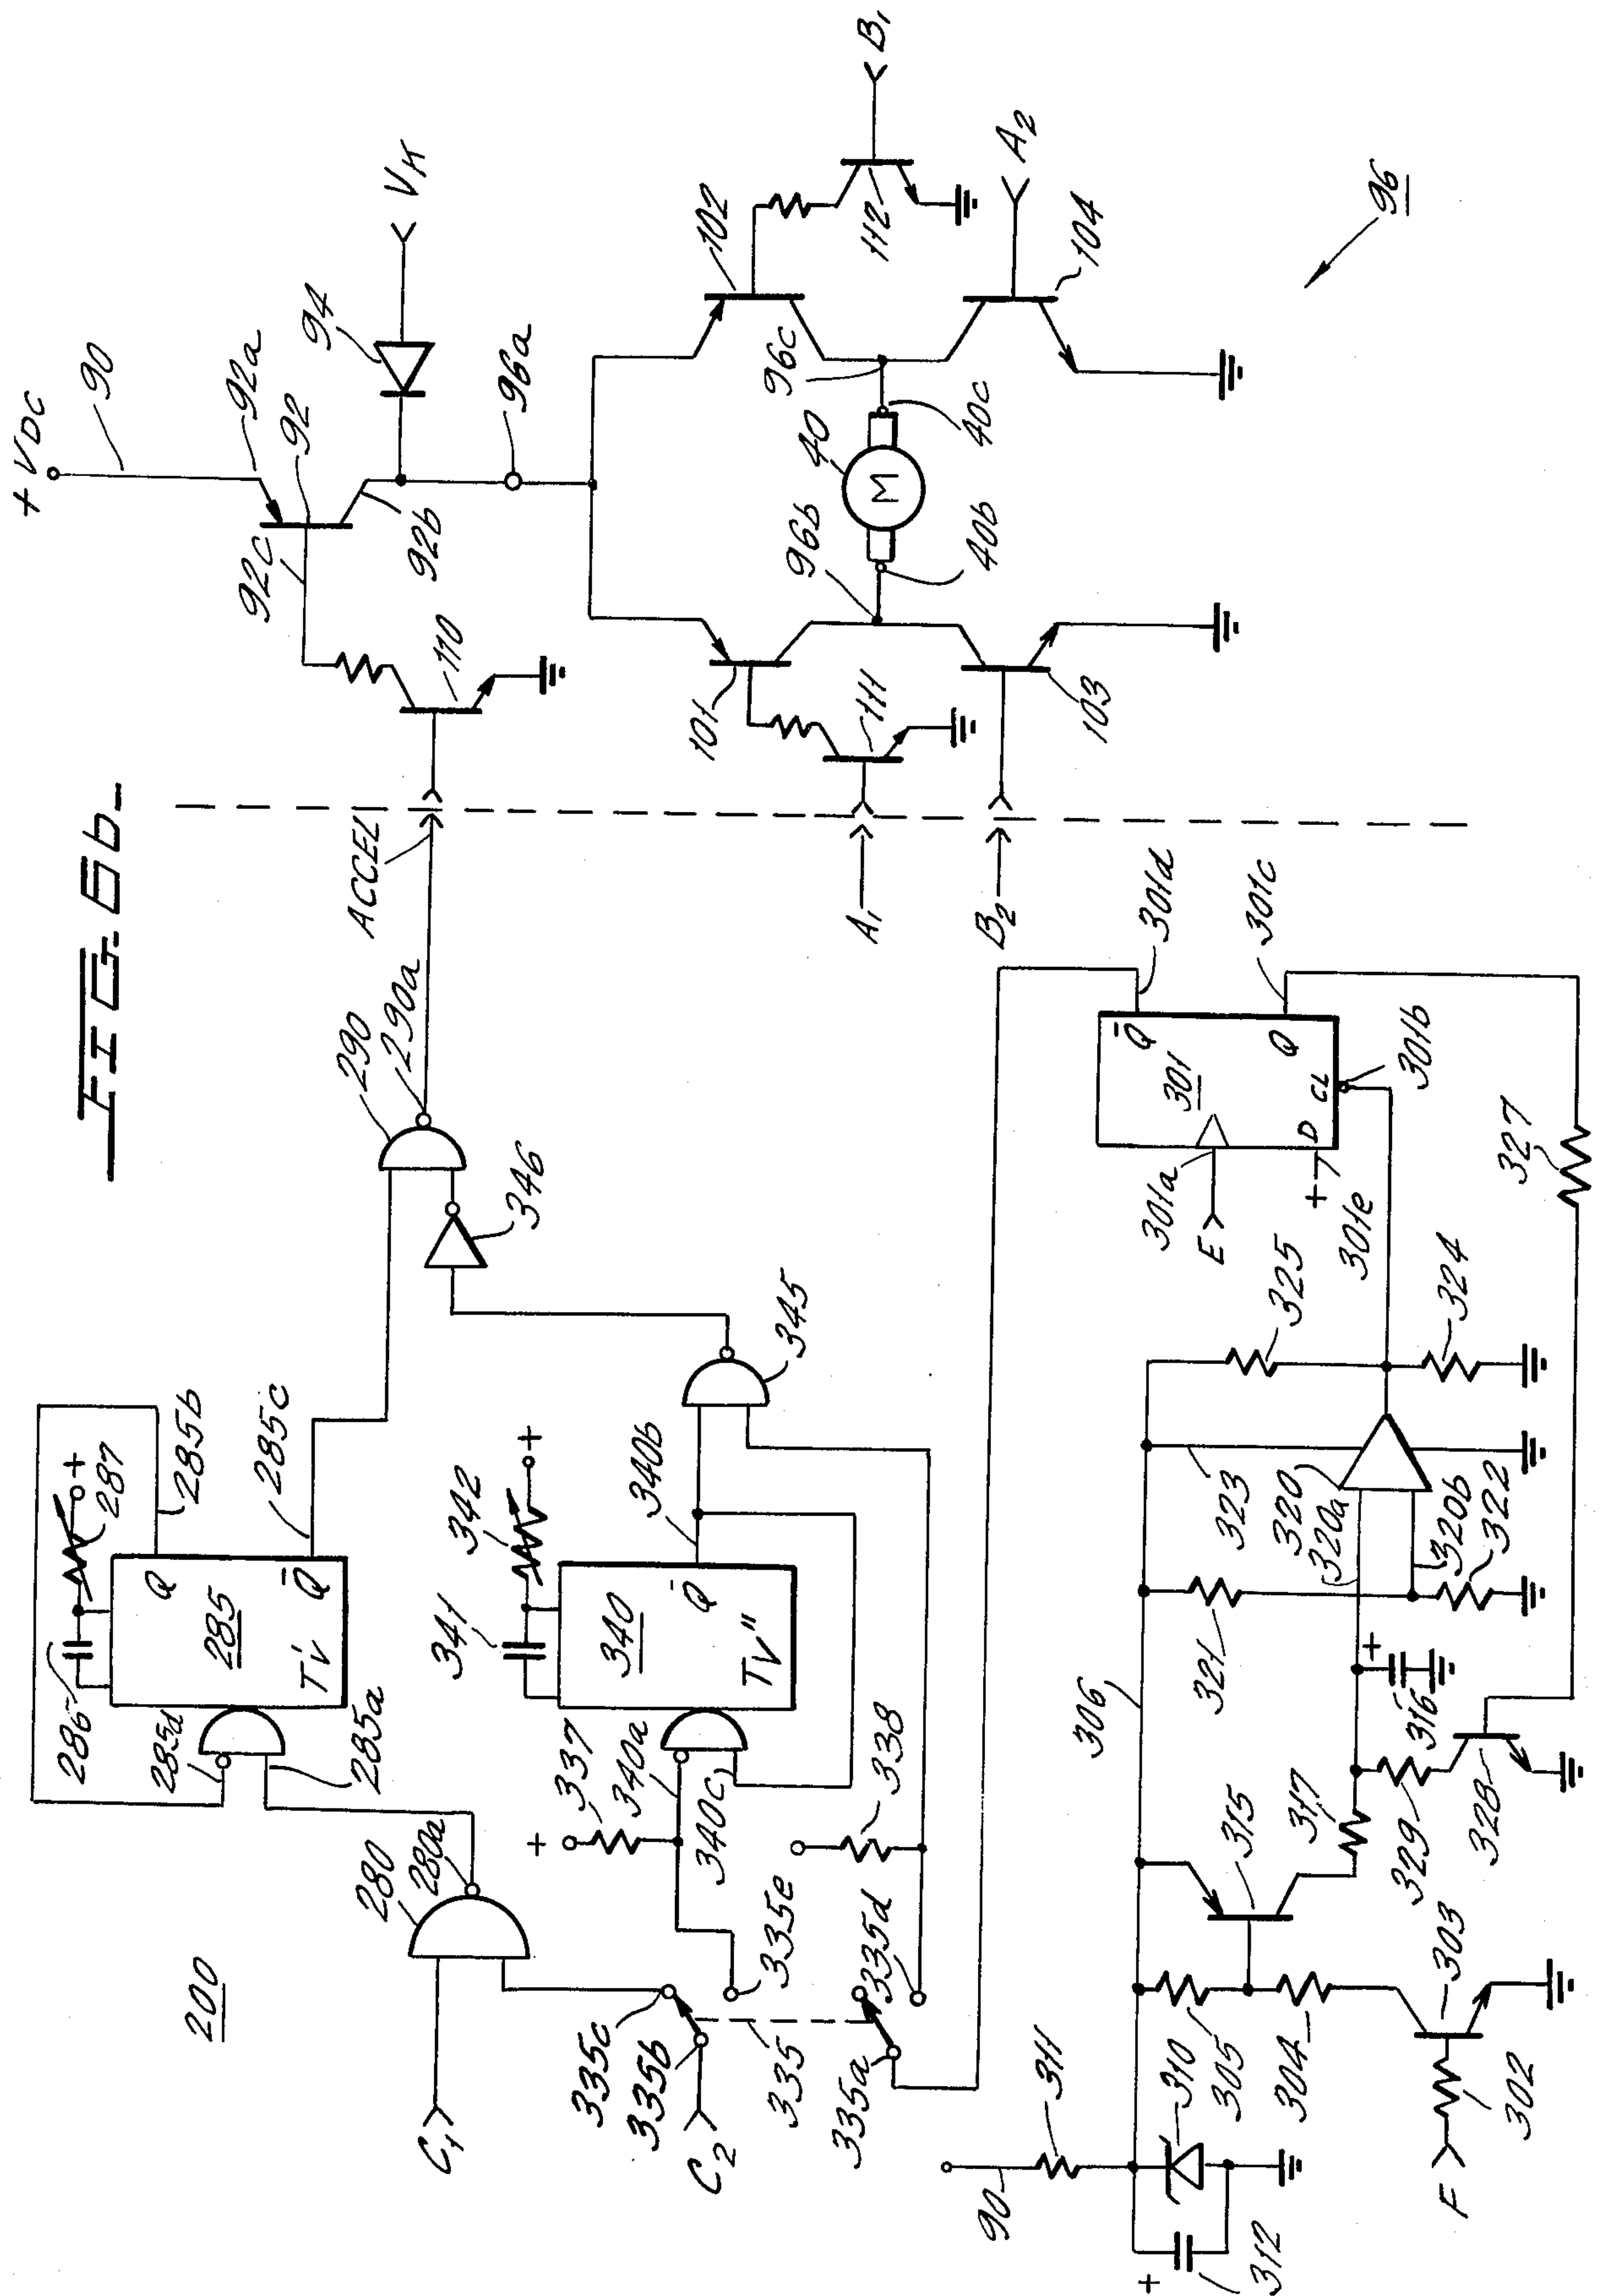 FIG. 6b
200
+ VDC
90
92a
92
92c
92b
94
VK
96a
110
ACCEL
102
B1
112
101
111
96b
96c
40
M
40b
40c
A2
104
103
96
A1
B2
290
290a
346
345
285b
+
287
286
Q
285
Q̄
TV'
285c
285d
285a
342
+
341
340
Q̄
TV"
340b
337
340a
+
340c
338
280
280a
C1
335c
335b
C2
335e
335
335d
335a
301d
Q̄
301
Q
D
CL
301c
301b
301a
E
+
301e
327
325
324
323
320
320a
320b
322
321
306
+
316
315
317
329
328
311
90
310
305
304
303
302
F
312
+